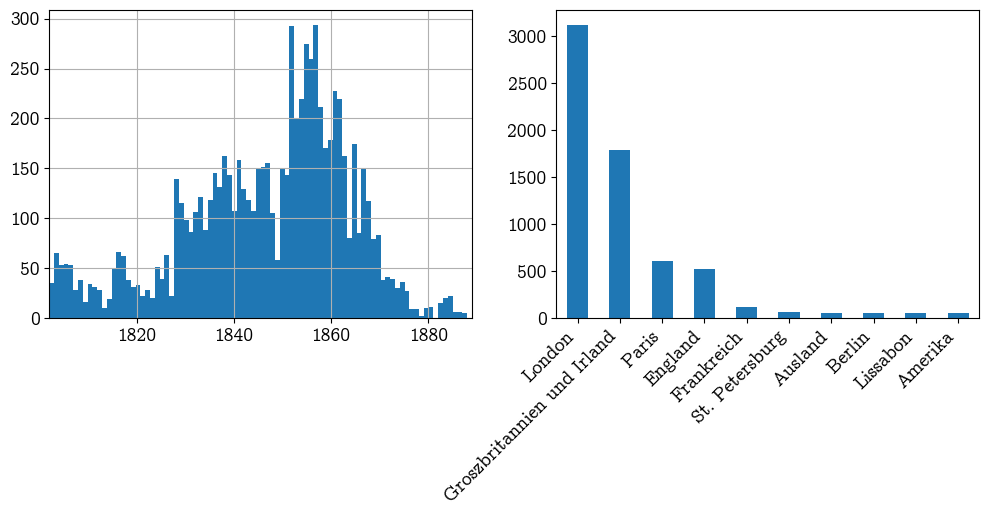 300
250
200
150
100
50
0
1820 1840 1860 1880
3000
2500
2000
1500
1000
500
0
London
Groszbritannien und Irland
Paris
England
Frankreich
St. Petersburg
Ausland
Berlin
Lissabon
Amerika